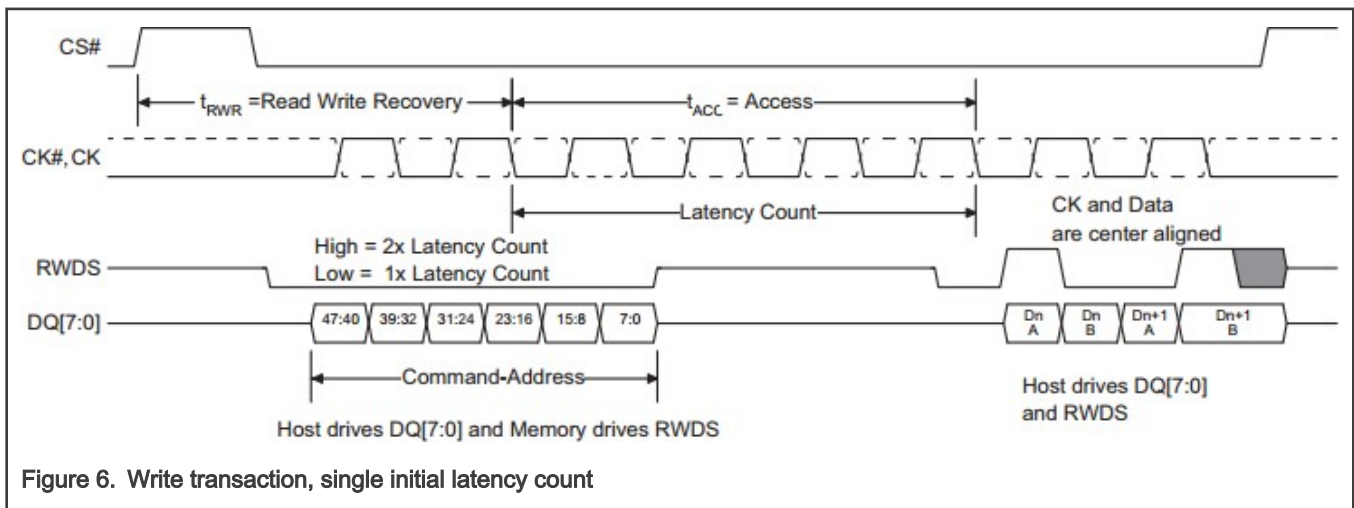 CS#
t_RWR =Read Write Recovery
t_ACC = Access
CK#, CK
Latency Count
CK and Data
are center aligned
High = 2x Latency Count
Low = 1x Latency Count
RWDS
DQ[7:0]
47:40 39:32 31:24 23:16 15:8 7:0
Dn
A
Dn
B
Dn+1
A
Dn+1
B
Command-Address
Host drives DQ[7:0]
and RWDS
Host drives DQ[7:0] and Memory drives RWDS
Figure 6. Write transaction, single initial latency count